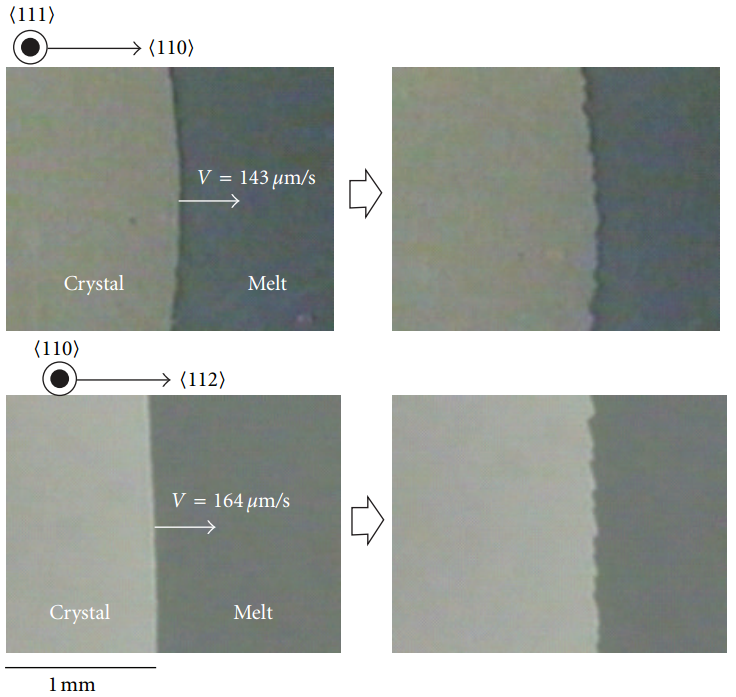 ⟨111⟩
⟨110⟩
V = 143 μm/s
Crystal
Melt
⟨110⟩
⟨112⟩
V = 164 μm/s
Crystal
Melt
1 mm